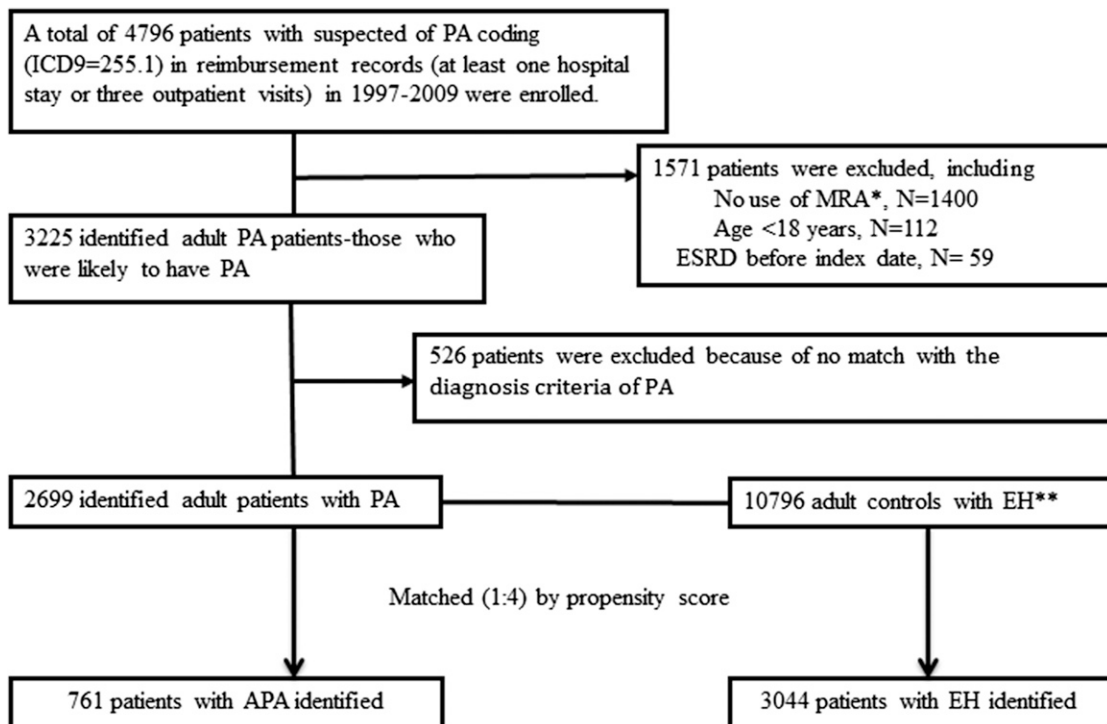 A total of 4796 patients with suspected of PA coding
(ICD9=255.1) in reimbursement records (at least one hospital
stay or three outpatient visits) in 1997-2009 were enrolled.
1571 patients were excluded, including
No use of MRA*, N=1400
Age <18 years, N=112
ESRD before index date, N= 59
3225 identified adult PA patients-those who
were likely to have PA
526 patients were excluded because of no match with the
diagnosis criteria of PA
2699 identified adult patients with PA
10796 adult controls with EH**
Matched (1:4) by propensity score
761 patients with APA identified
3044 patients with EH identified